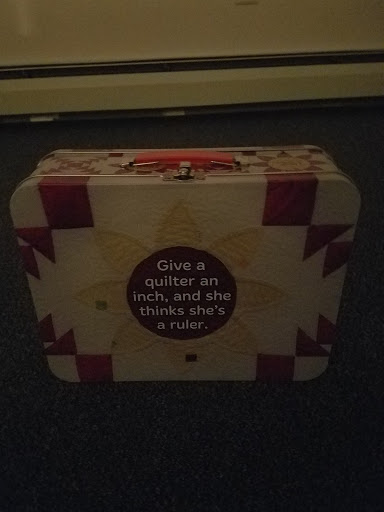 Give a
quilter an
inch, and she
thinks she's
a ruler.